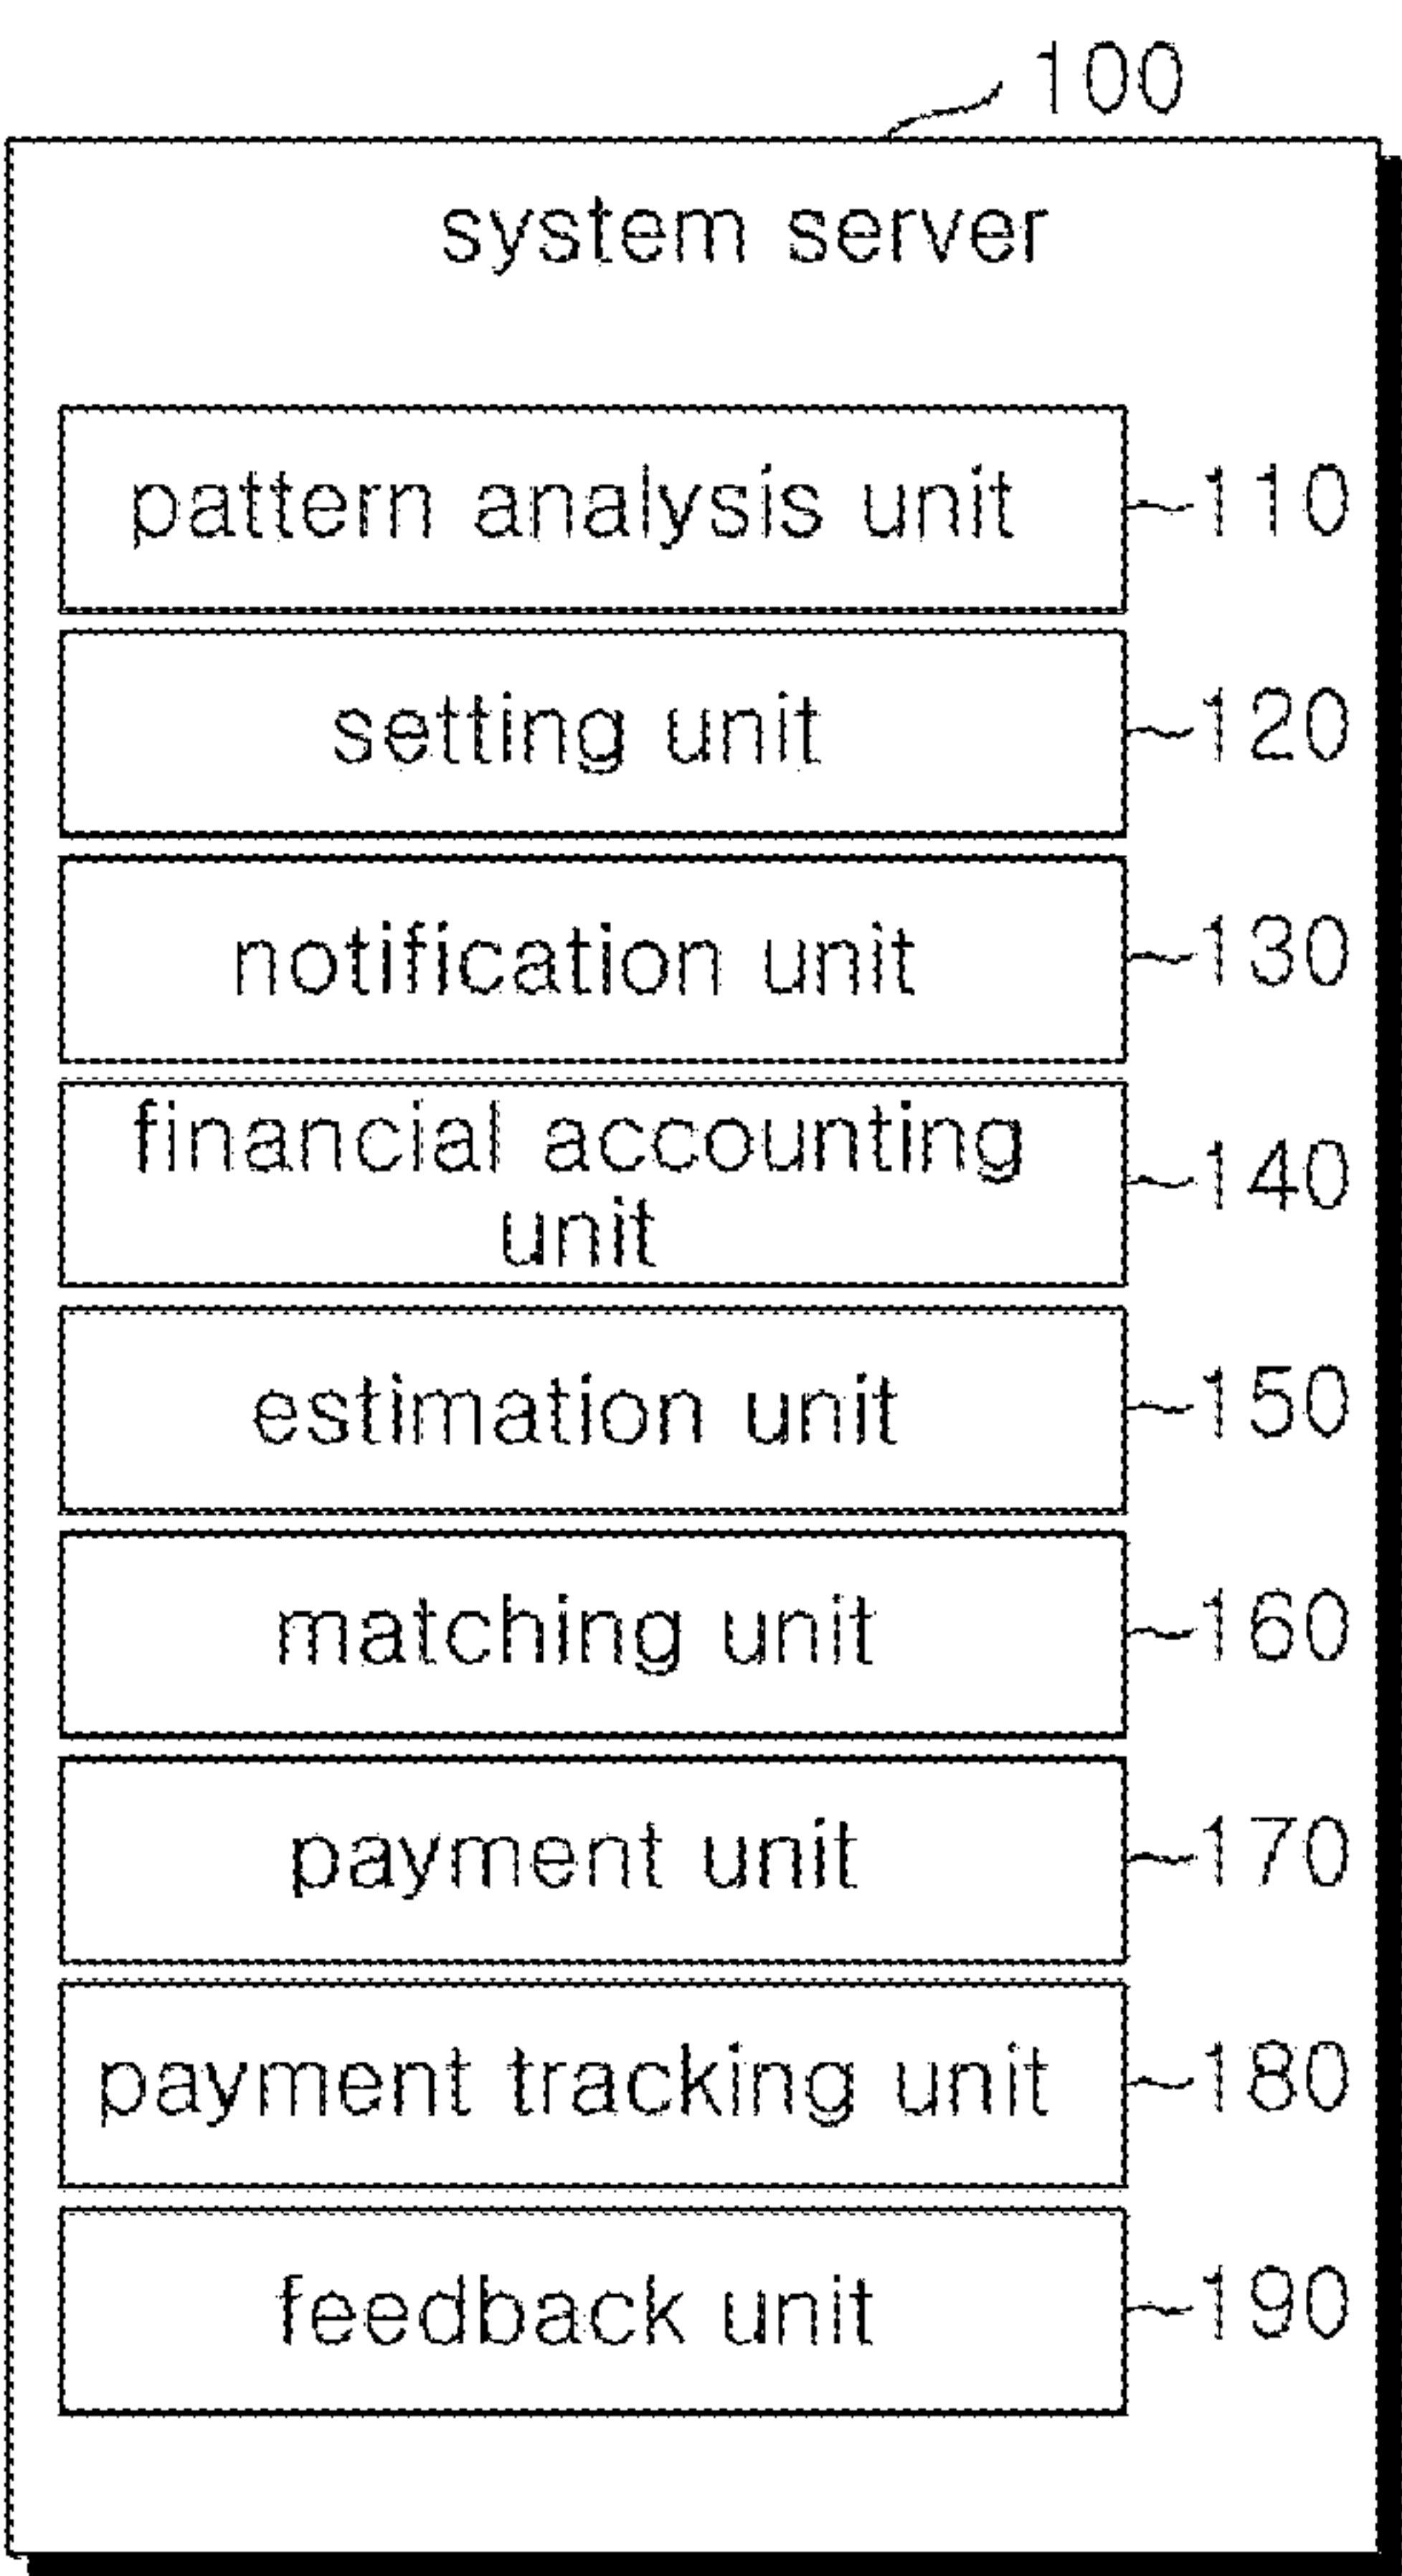 100
system server
pattern analysis unit ~110
setting unit ~120
notification unit ~130
financial accounting
unit ~140
estimation unit ~150
matching unit ~160
payment unit ~170
payment tracking unit ~180
feedback unit ~190